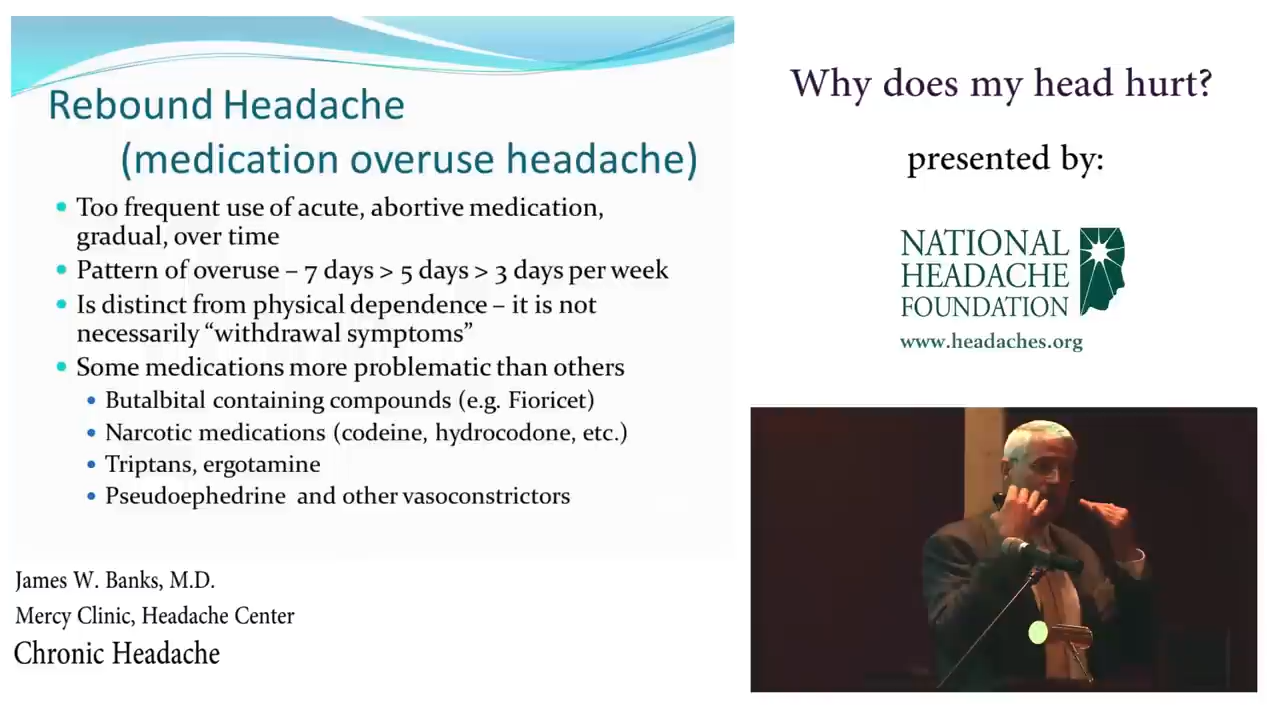 Rebound Headache
(medication overuse headache)
• Too frequent use of acute, abortive medication,
gradual, over time
• Pattern of overuse – 7 days > 5 days > 3 days per week
• Is distinct from physical dependence – it is not
necessarily “withdrawal symptoms”
• Some medications more problematic than others
• Butalbital containing compounds (e.g. Fioricet)
• Narcotic medications (codeine, hydrocodone, etc.)
• Triptans, ergotamine
• Pseudoephedrine and other vasoconstrictors
James W. Banks, M.D.
Mercy Clinic, Headache Center
Chronic Headache
Why does my head hurt?
presented by:
NATIONAL
HEADACHE
FOUNDATION
www.headaches.org